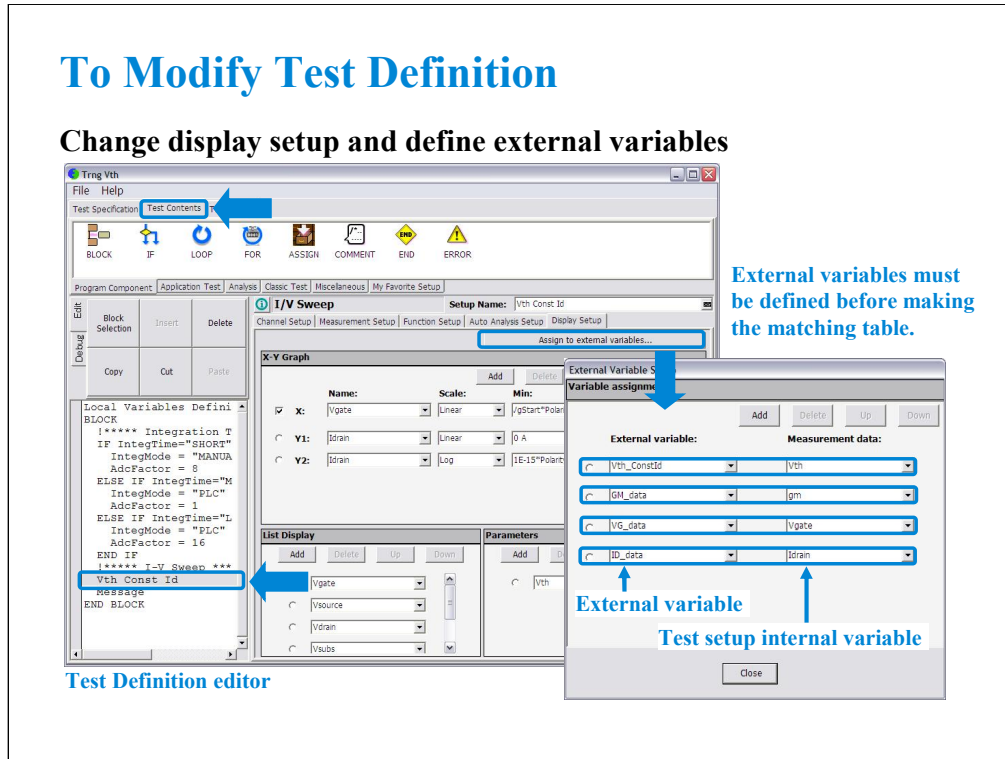 To Modify Test Definition
Change display setup and define external variables
Trng Vth
File Help
Test Specification Test Contents
BLOCK IF LOOP FOR ASSIGN COMMENT END ERROR
END
Program Component Application Test Analysis Classic Test Miscellaneous My Favorite Setup
Edit
Debug
Block Selection Insert Delete
Copy Cut Paste
I/V Sweep Setup Name: Vth Const Id
Channel Setup Measurement Setup Function Setup Auto Analysis Setup Display Setup
Assign to external variables...
X-Y Graph
Add Delete
Name: Scale: Min:
X: Vgate Linear
Y1: Idrain Linear 0 A
Y2: Idrain Log 1E-15*Polarit
Local Variables Defini
BLOCK
!***** Integration T
IF IntegTime="SHORT"
IntegMode = "MANUA
AdcFactor = 8
ELSE IF IntegTime="M
IntegMode = "PLC"
AdcFactor = 1
ELSE IF IntegTime="L
IntegMode = "PLC"
AdcFactor = 16
END IF
!***** I-V Sweep ***
Vth Const Id
Message
END BLOCK
List Display
Add Delete Up Down
Vgate
Vsource
Vdrain
Vsubs
Parameters
Add
Vth
Test Definition editor
External variables must
be defined before making
the matching table.
External Variable
Variable assignme
Add Delete Up Down
External variable: Measurement data:
Vth_ConstId Vth
GM_data gm
VG_data Vgate
ID_data Idrain
External variable
Test setup internal variable
Close